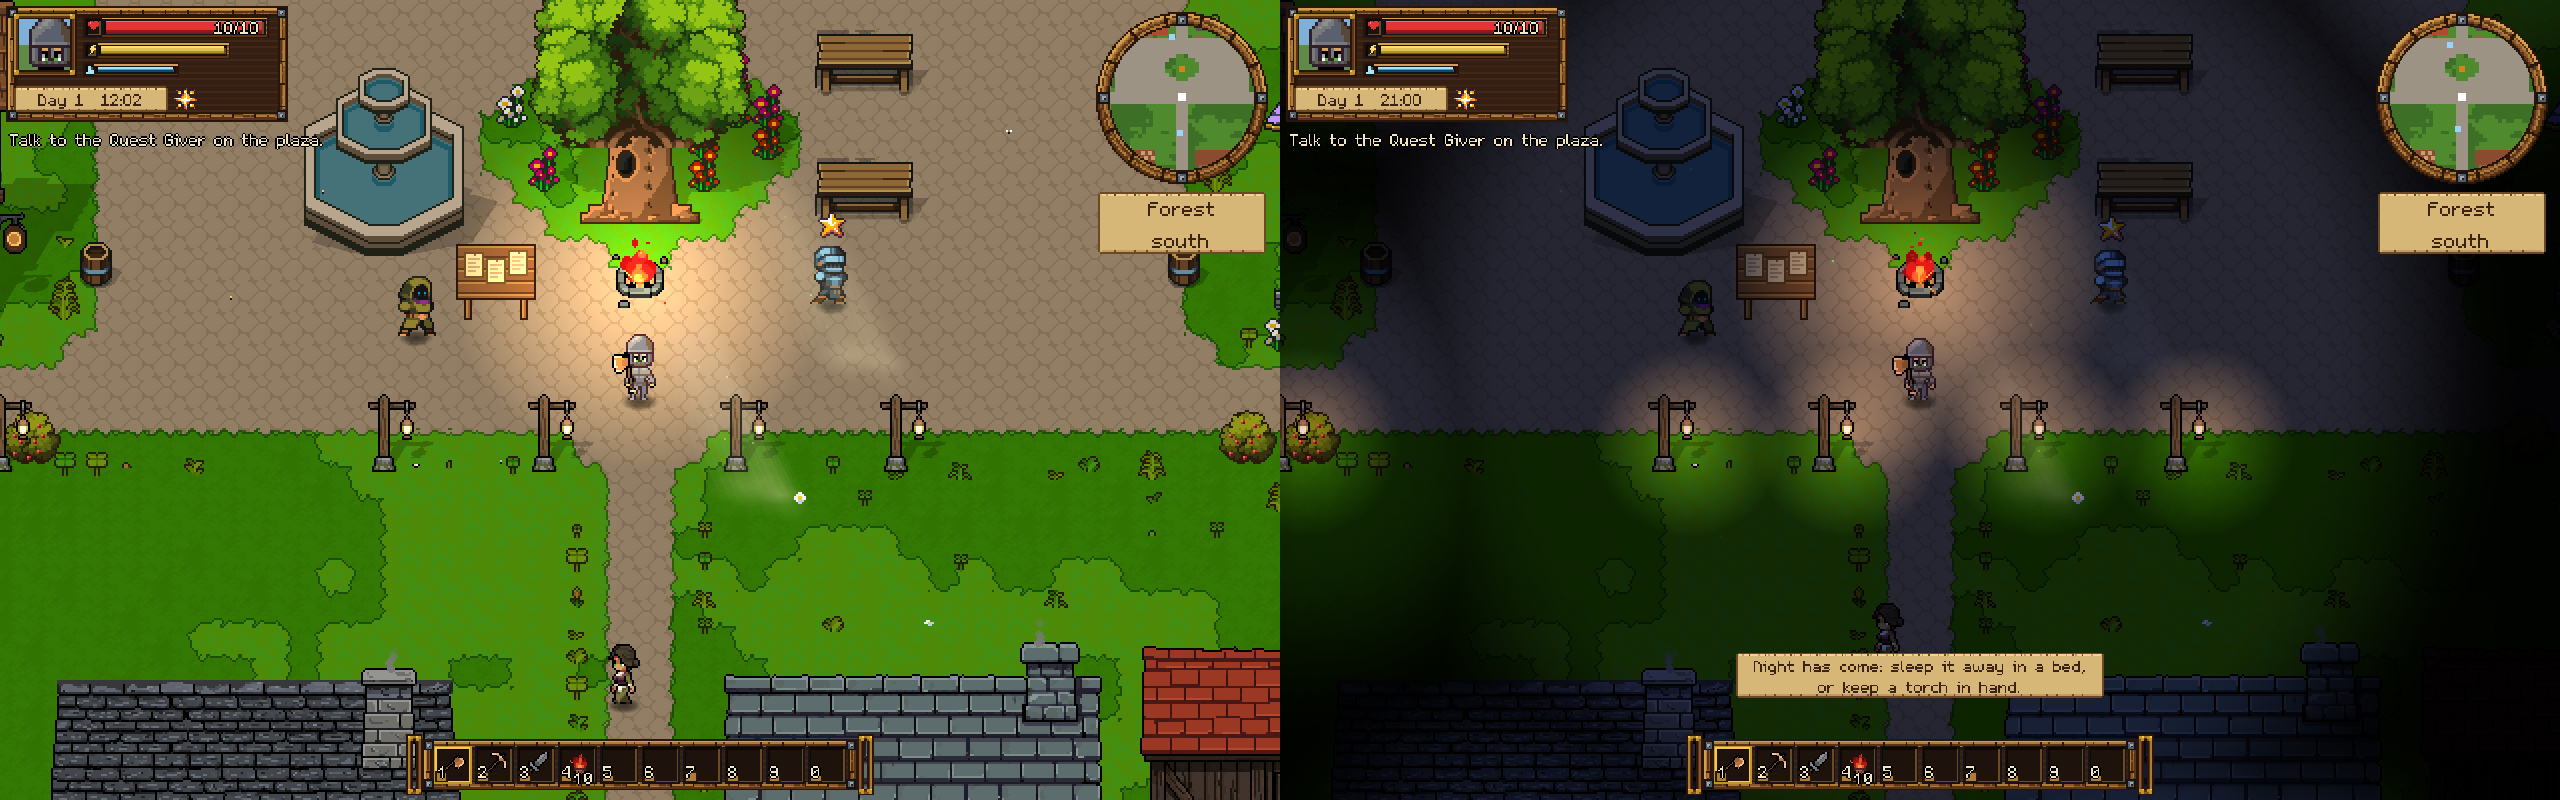 10/10
Day 1 12:02
Talk to the Quest Giver on the plaza.
Forest
south
1 2 3 4 10 5 6 7 8 9 0
10/10
Day 1 21:00
Talk to the Quest Giver on the plaza.
Forest
south
Night has come: sleep it away in a bed,
or keep a torch in hand.
1 2 3 4 10 5 6 7 8 9 0